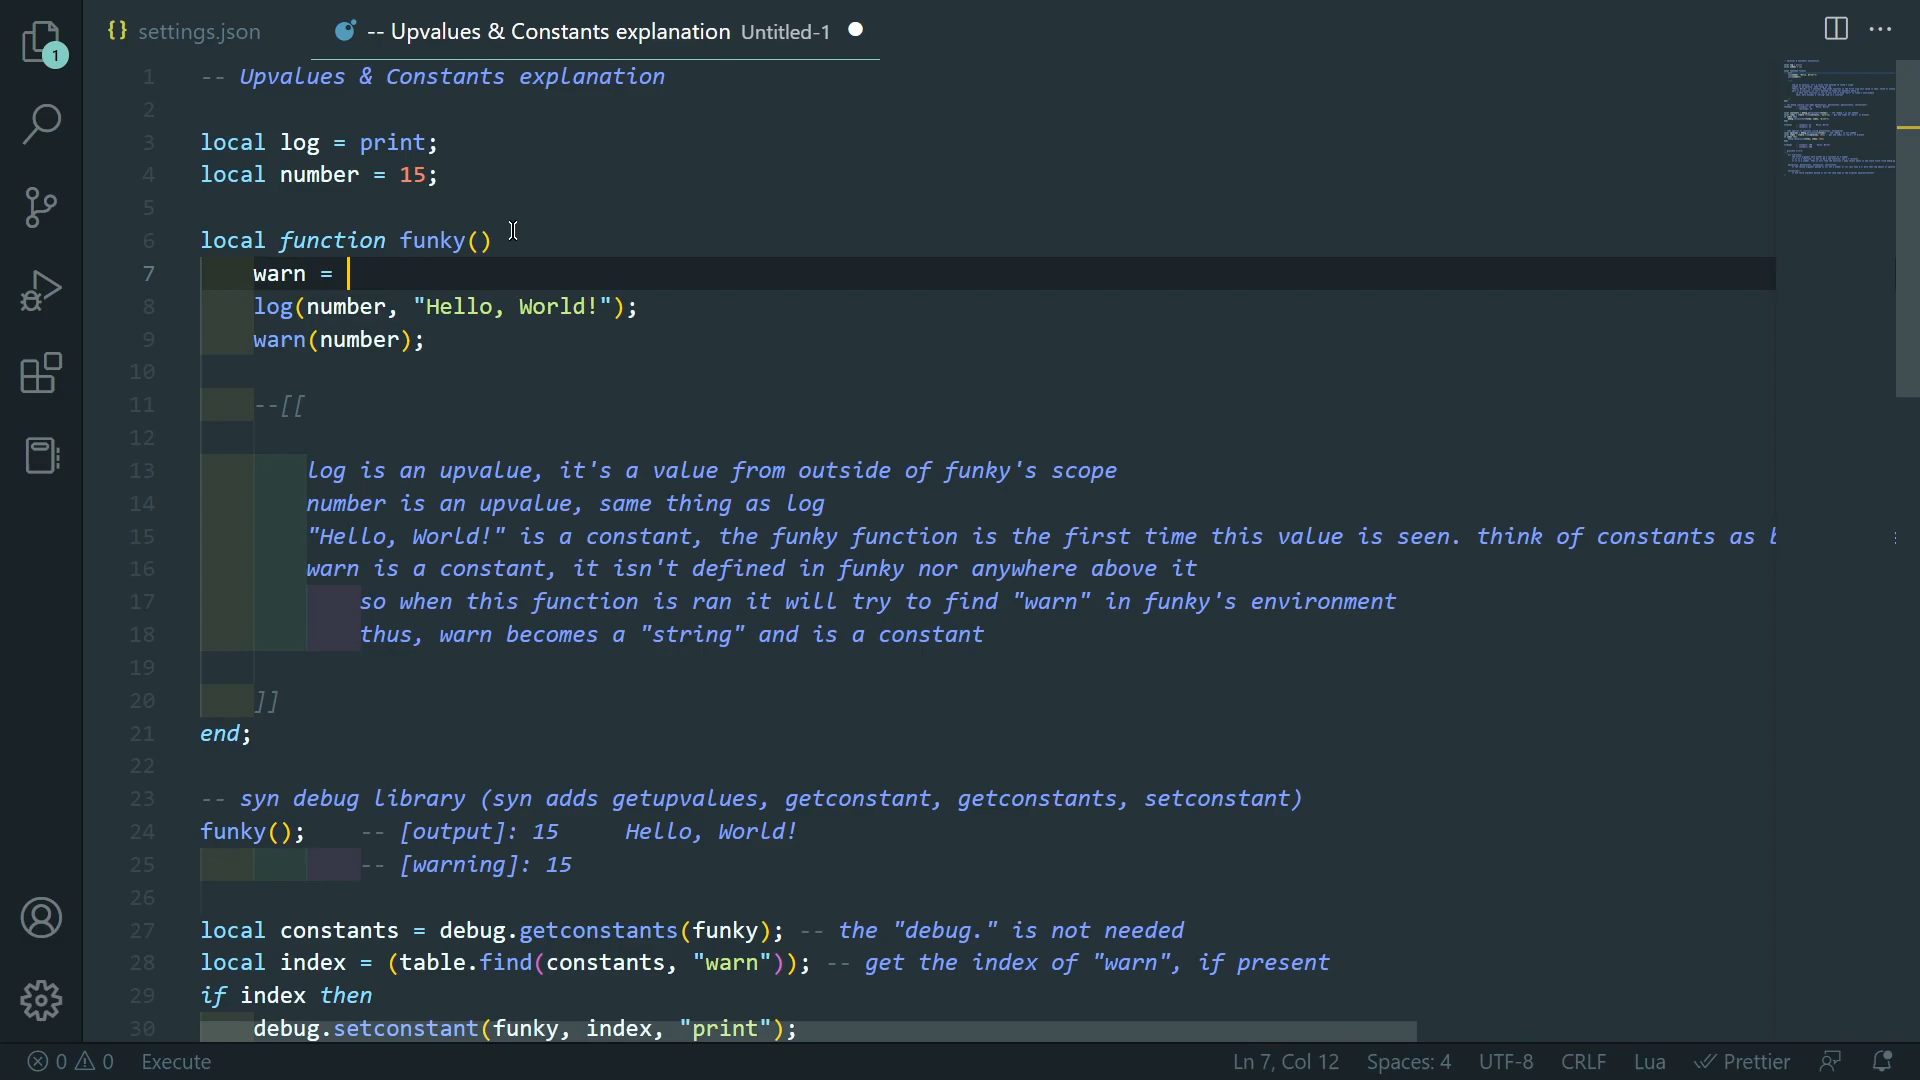 1
{} settings.json
-- Upvalues & Constants explanation Untitled-1
1 -- Upvalues & Constants explanation
2
3 local log = print;
4 local number = 15;
5
6 local function funky()
7 warn =
8 log(number, "Hello, World!");
9 warn(number);
10
11 --[[
12
13 log is an upvalue, it's a value from outside of funky's scope
14 number is an upvalue, same thing as log
15 "Hello, World!" is a constant, the funky function is the first time this value is seen. think of constants as
16 warn is a constant, it isn't defined in funky nor anywhere above it
17 so when this function is ran it will try to find "warn" in funky's environment
18 thus, warn becomes a "string" and is a constant
19
20 ]]
21 end;
22
23 -- syn debug library (syn adds getupvalues, getconstant, getconstants, setconstant)
24 funky(); -- [output]: 15 Hello, World!
25 -- [warning]: 15
26
27 local constants = debug.getconstants(funky); -- the "debug." is not needed
28 local index = (table.find(constants, "warn")); -- get the index of "warn", if present
29 if index then
30 debug.setconstant(funky, index, "print");
0 0 Execute
Ln 7, Col 12 Spaces: 4 UTF-8 CRLF Lua Prettier